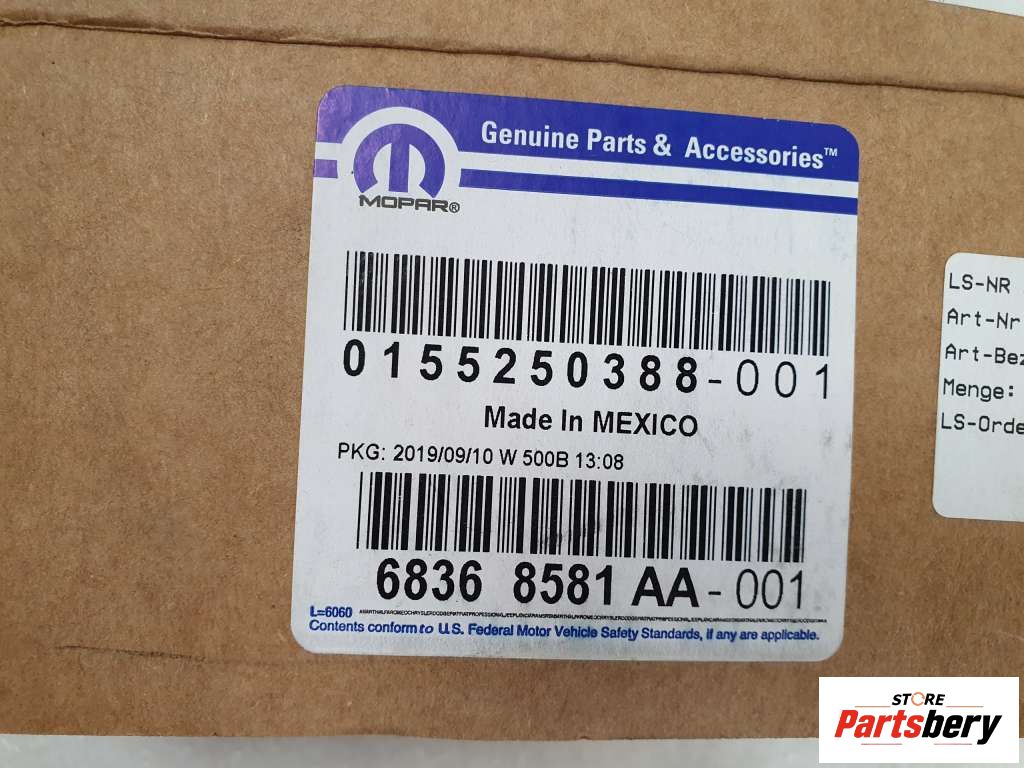 Genuine Parts & Accessories™
MOPAR®
0155250388-001
Made In MEXICO
PKG: 2019/09/10 W 500B 13:08
6836 8581 AA-001
L=6060
Contents conform to U.S. Federal Motor Vehicle Safety Standards, if any are applicable.
LS-NR
Art-Nr
Art-Bez
Menge:
LS-Orde
STORE
Partsbery